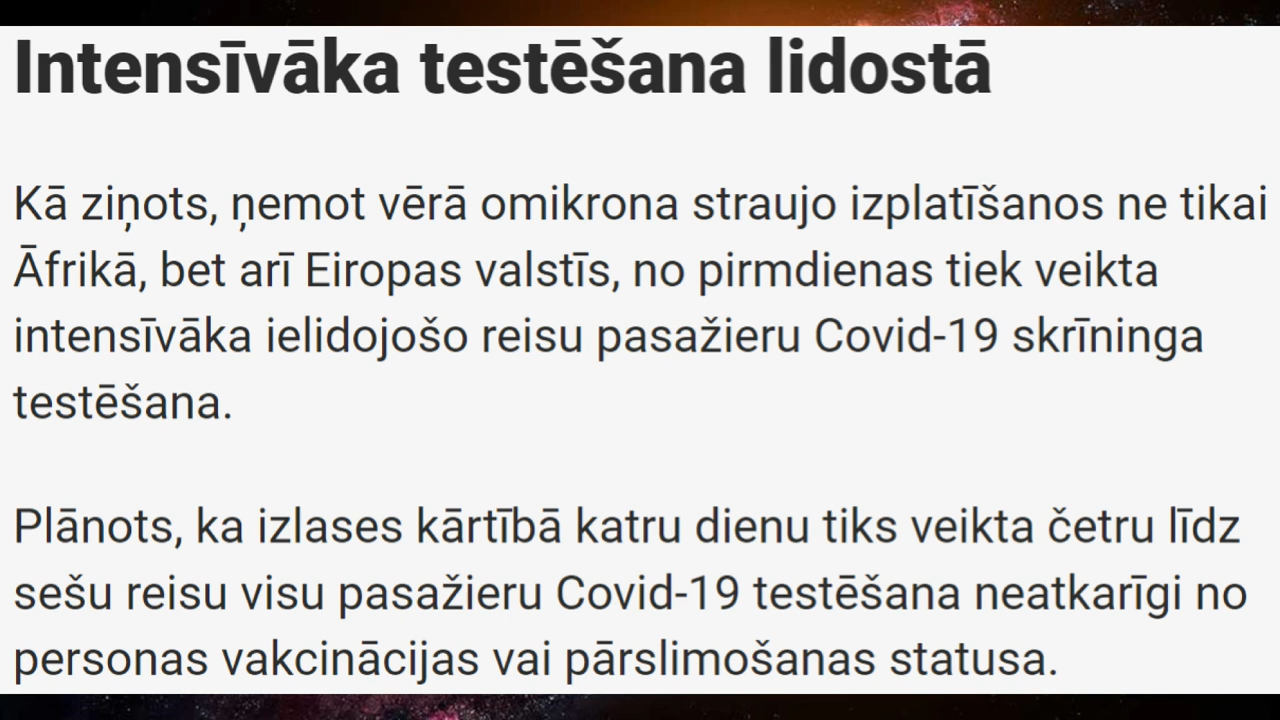 Intensīvāka testēšana lidostā
Kā ziņots, ņemot vērā omikrona straujo izplatīšanos ne tikai
Āfrikā, bet arī Eiropas valstīs, no pirmdienas tiek veikta
intensīvāka ielidojošo reisu pasažieru Covid-19 skrīninga
testēšana.
Plānots, ka izlases kārtībā katru dienu tiks veikta četru līdz
sešu reisu visu pasažieru Covid-19 testēšana neatkarīgi no
personas vakcinācijas vai pārslimošanas statusa.